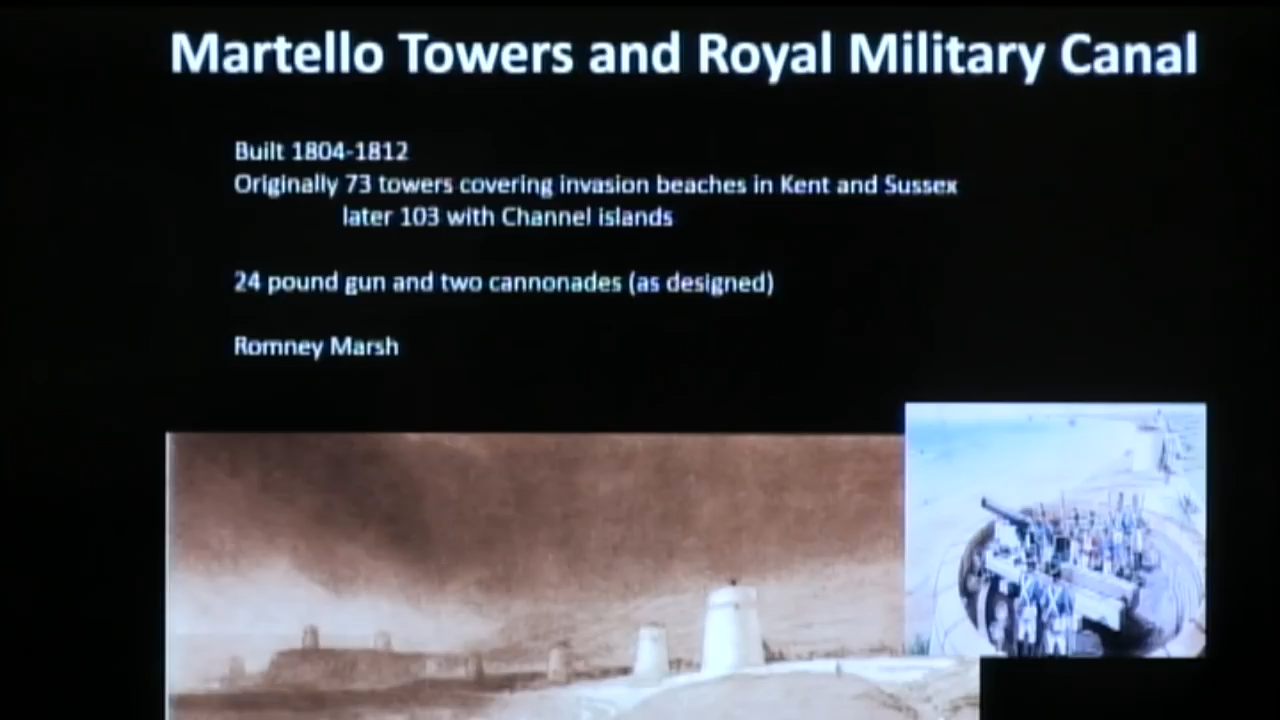 Martello Towers and Royal Military Canal
Built 1804-1812
Originally 73 towers covering invasion beaches in Kent and Sussex
later 103 with Channel islands
24 pound gun and two cannonades (as designed)
Romney Marsh